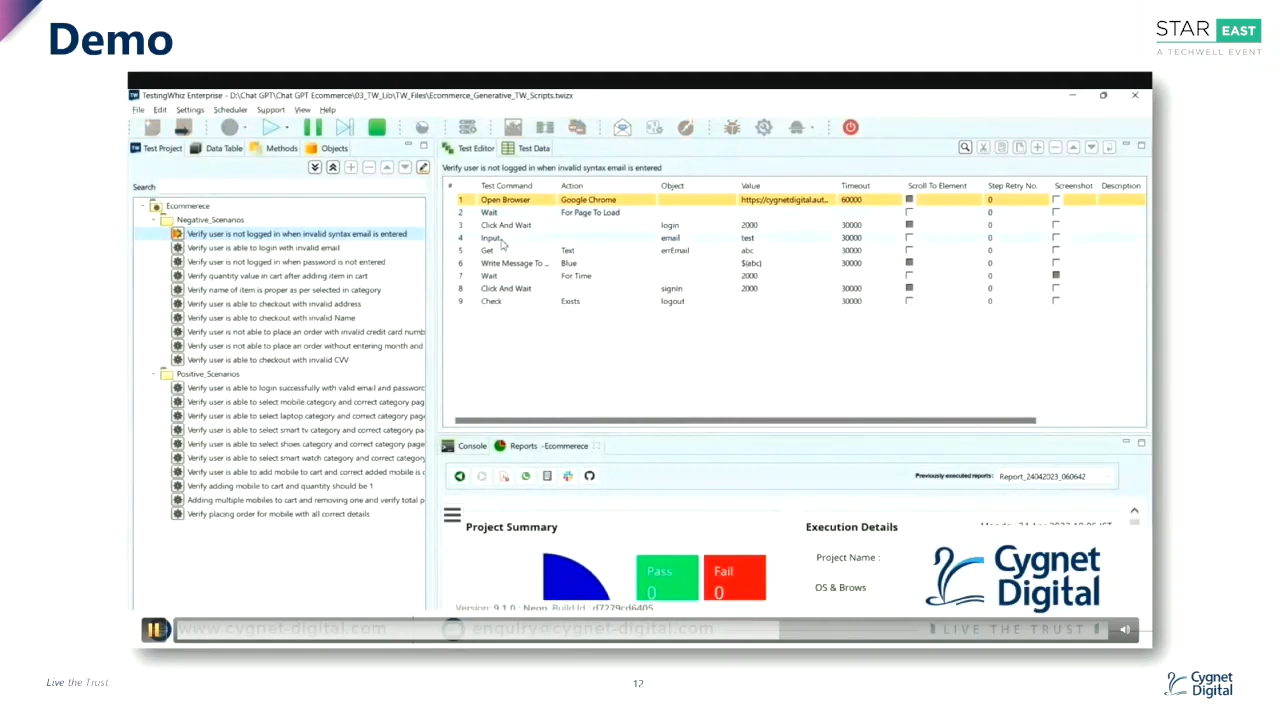 Demo
STAR EAST
A TECHWELL EVENT
TestingWhiz Enterprise - D:\Chat GPT\Chat GPT Ecommerce\03_TW_Lib\TW_Files\Ecommerce_Generative_TW_Scripts.twizx
File Edit Settings Scheduler Support View Help
Test Project Data Table Methods Objects
Search
Ecommerece
Negative_Scenarios
Verify user is not logged in when invalid syntax email is entered
Verify user is able to login with invalid email
Verify user is not logged in when password is not entered
Verify quantity value in cart after adding item in cart
Verify name of item is proper as per selected in category
Verify user is able to checkout with invalid address
Verify user is able to checkout with invalid Name
Verify user is not able to place an order with invalid credit card numb
Verify user is not able to place an order without entering month and
Verify user is able to checkout with invalid CVV
Positive_Scenarios
Verify user is able to login successfully with valid email and passworc
Verify user is able to select mobile category and correct category pag
Verify user is able to select laptop category and correct category page
Verify user is able to select smart tv category and correct category pa
Verify user is able to select shoes category and correct category page
Verify user is able to select smart watch category and correct category
Verify user is able to add mobile to cart and correct added mobile is c
Verify adding mobile to cart and quantity should be 1
Adding multiple mobiles to cart and removing one and verify total p
Verify placing order for mobile with all correct details
Test Editor Test Data
Verify user is not logged in when invalid syntax email is entered
# Test Command Action Object Value Timeout Scroll To Element Step Retry No. Screenshot Description
1 Open Browser Google Chrome https://cygnetdigital.aut... 60000 0
2 Wait For Page To Load 0
3 Click And Wait login 2000 30000 0
4 Input email test 30000 0
5 Get Text errEmail abc 30000 0
6 Write Message To ... Blue ${abc} 30000 0
7 Wait For Time 2000 0
8 Click And Wait signin 2000 30000 0
9 Check Exists logout 30000 0
Console Reports -Ecommerece
Previously executed reports: Report_24042023_060642
Project Summary
Execution Details
Project Name :
OS & Brows
Pass
0
Fail
0
Version: 9.1.0 : Neon, Build Id : d7279cd6405
Cygnet
Digital
www.cygnet-digital.com
enquiry@cygnet-digital.com
LIVE THE TRUST
Live the Trust
12
Cygnet
Digital